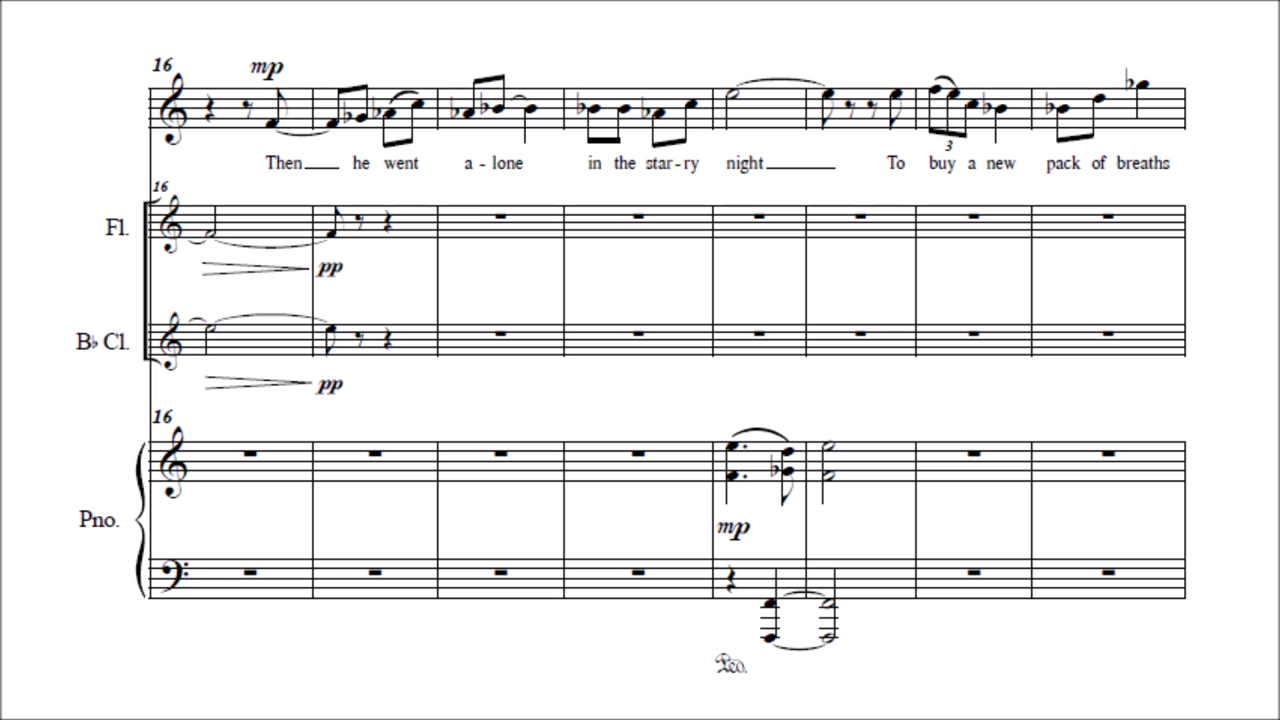 16
mp
Then he went a - lone in the star - ry night To buy a new pack of breaths
3
16
Fl.
pp
B♭ Cl.
pp
16
Pno.
mp
Ped.